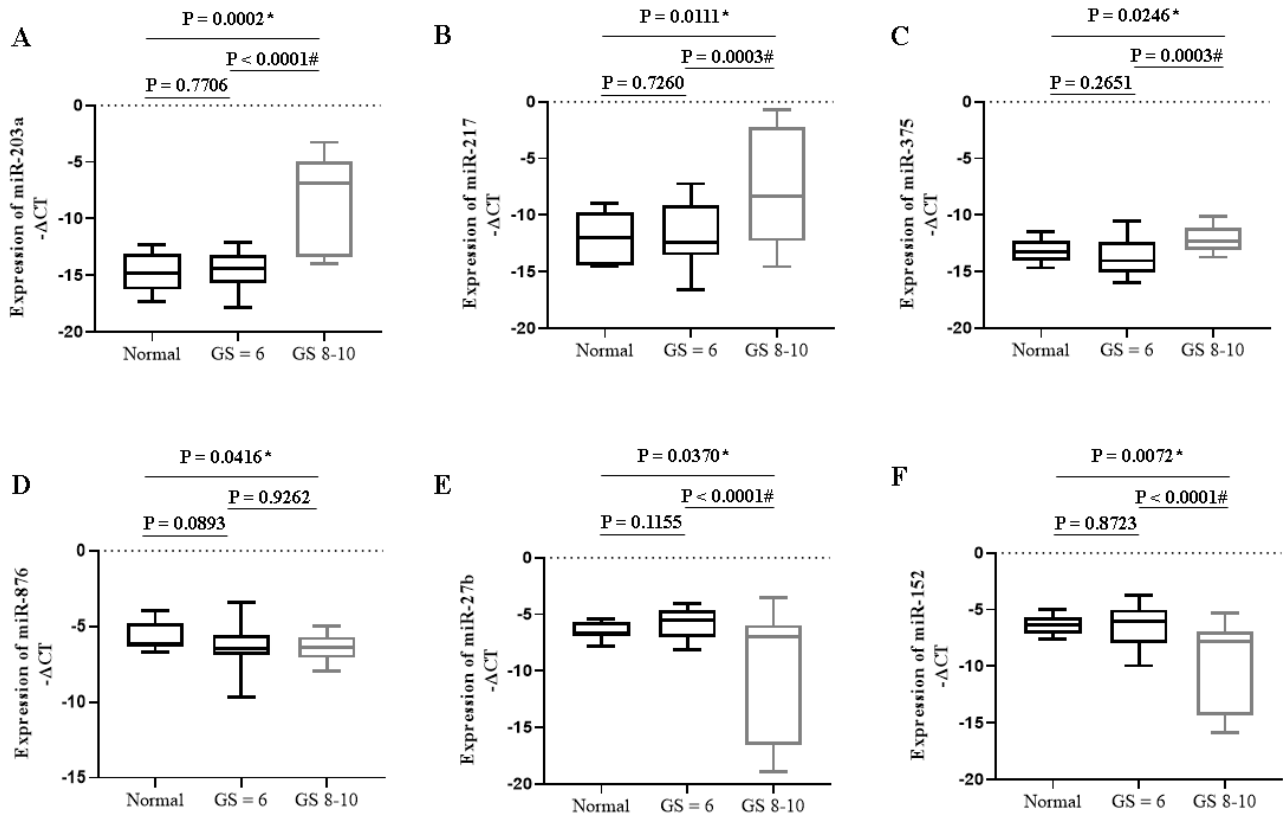 A
P = 0.0002*
P < 0.0001#
P = 0.7706
Expression of miR-203a
-ΔCT
0
-5
-10
-15
-20
Normal
GS = 6
GS 8-10
B
P = 0.0111*
P = 0.0003#
P = 0.7260
Expression of miR-217
-ΔCT
0
-5
-10
-15
-20
Normal
GS = 6
GS 8-10
C
P = 0.0246*
P = 0.0003#
P = 0.2651
Expression of miR-375
-ΔCT
0
-5
-10
-15
-20
Normal
GS = 6
GS 8-10
D
P = 0.0416*
P = 0.9262
P = 0.0893
Expression of miR-876
-ΔCT
0
-5
-10
-15
Normal
GS = 6
GS 8-10
E
P = 0.0370*
P < 0.0001#
P = 0.1155
Expression of miR-27b
-ΔCT
0
-5
-10
-15
-20
Normal
GS = 6
GS 8-10
F
P = 0.0072*
P < 0.0001#
P = 0.8723
Expression of miR-152
-ΔCT
0
-5
-10
-15
-20
Normal
GS = 6
GS 8-10